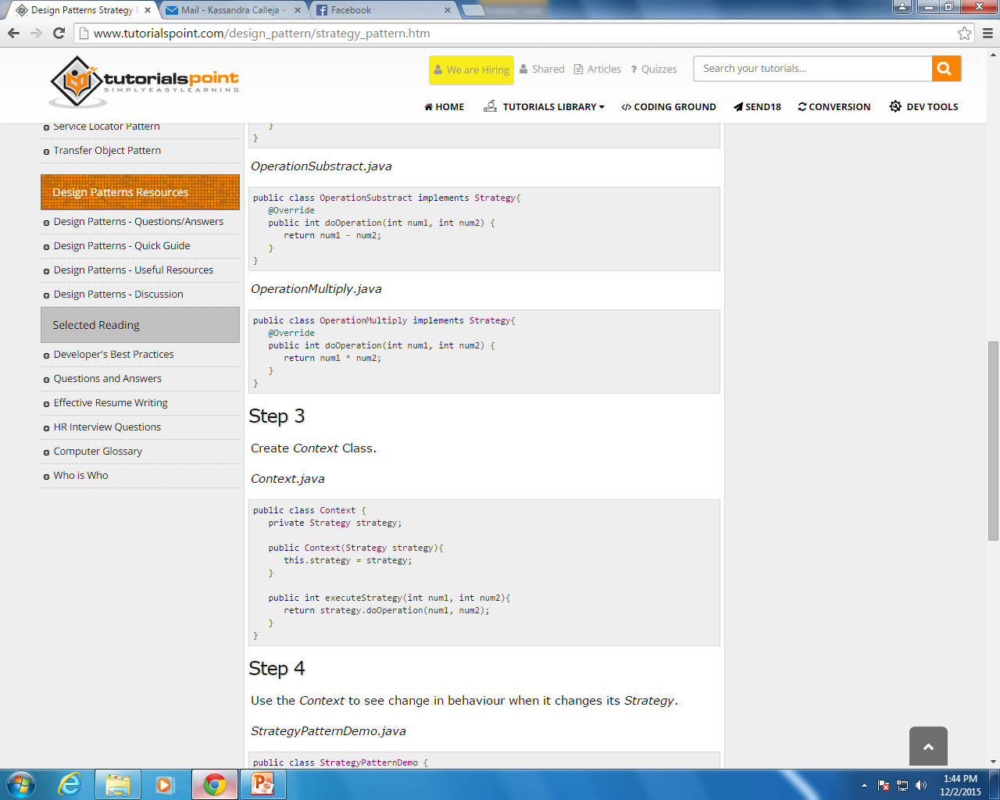 Design Patterns Strategy P
Mail - Kassandra Calleja -
Facebook
www.tutorialspoint.com/design_pattern/strategy_pattern.htm
tutorialspoint
SIMPLYEASYLEARNING
We are Hiring
Shared
Articles
? Quizzes
Search your tutorials...
HOME
TUTORIALS LIBRARY
</> CODING GROUND
SEND18
CONVERSION
DEV TOOLS
Service Locator Pattern
Transfer Object Pattern
Design Patterns Resources
Design Patterns - Questions/Answers
Design Patterns - Quick Guide
Design Patterns - Useful Resources
Design Patterns - Discussion
Selected Reading
Developer's Best Practices
Questions and Answers
Effective Resume Writing
HR Interview Questions
Computer Glossary
Who is Who
}
}
OperationSubstract.java
public class OperationSubstract implements Strategy{
@Override
public int doOperation(int num1, int num2) {
return num1 - num2;
}
}
OperationMultiply.java
public class OperationMultiply implements Strategy{
@Override
public int doOperation(int num1, int num2) {
return num1 * num2;
}
}
Step 3
Create Context Class.
Context.java
public class Context {
private Strategy strategy;
public Context(Strategy strategy){
this.strategy = strategy;
}
public int executeStrategy(int num1, int num2){
return strategy.doOperation(num1, num2);
}
}
Step 4
Use the Context to see change in behaviour when it changes its Strategy.
StrategyPatternDemo.java
public class StrategyPatternDemo {
1:44 PM
12/2/2015